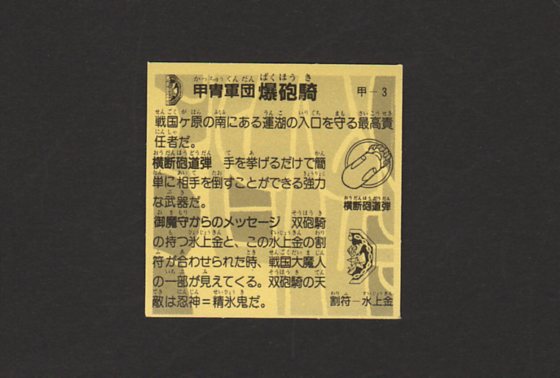 甲冑軍団 爆砲騎 甲－3
戦国ヶ原の南にある運湖の入口を守る最高責
任者だ。
横断砲道弾　手を挙げるだけで簡
単に相手を倒すことができる強力
な武器だ。
横断砲道弾
御魔守からのメッセージ　双砲騎
の持つ氷上金と、この水上金の割
符が合わせられた時、戦国大魔人
の一部が見えてくる。双砲騎の天
敵は忍神＝精氷鬼だ。
割符－水上金